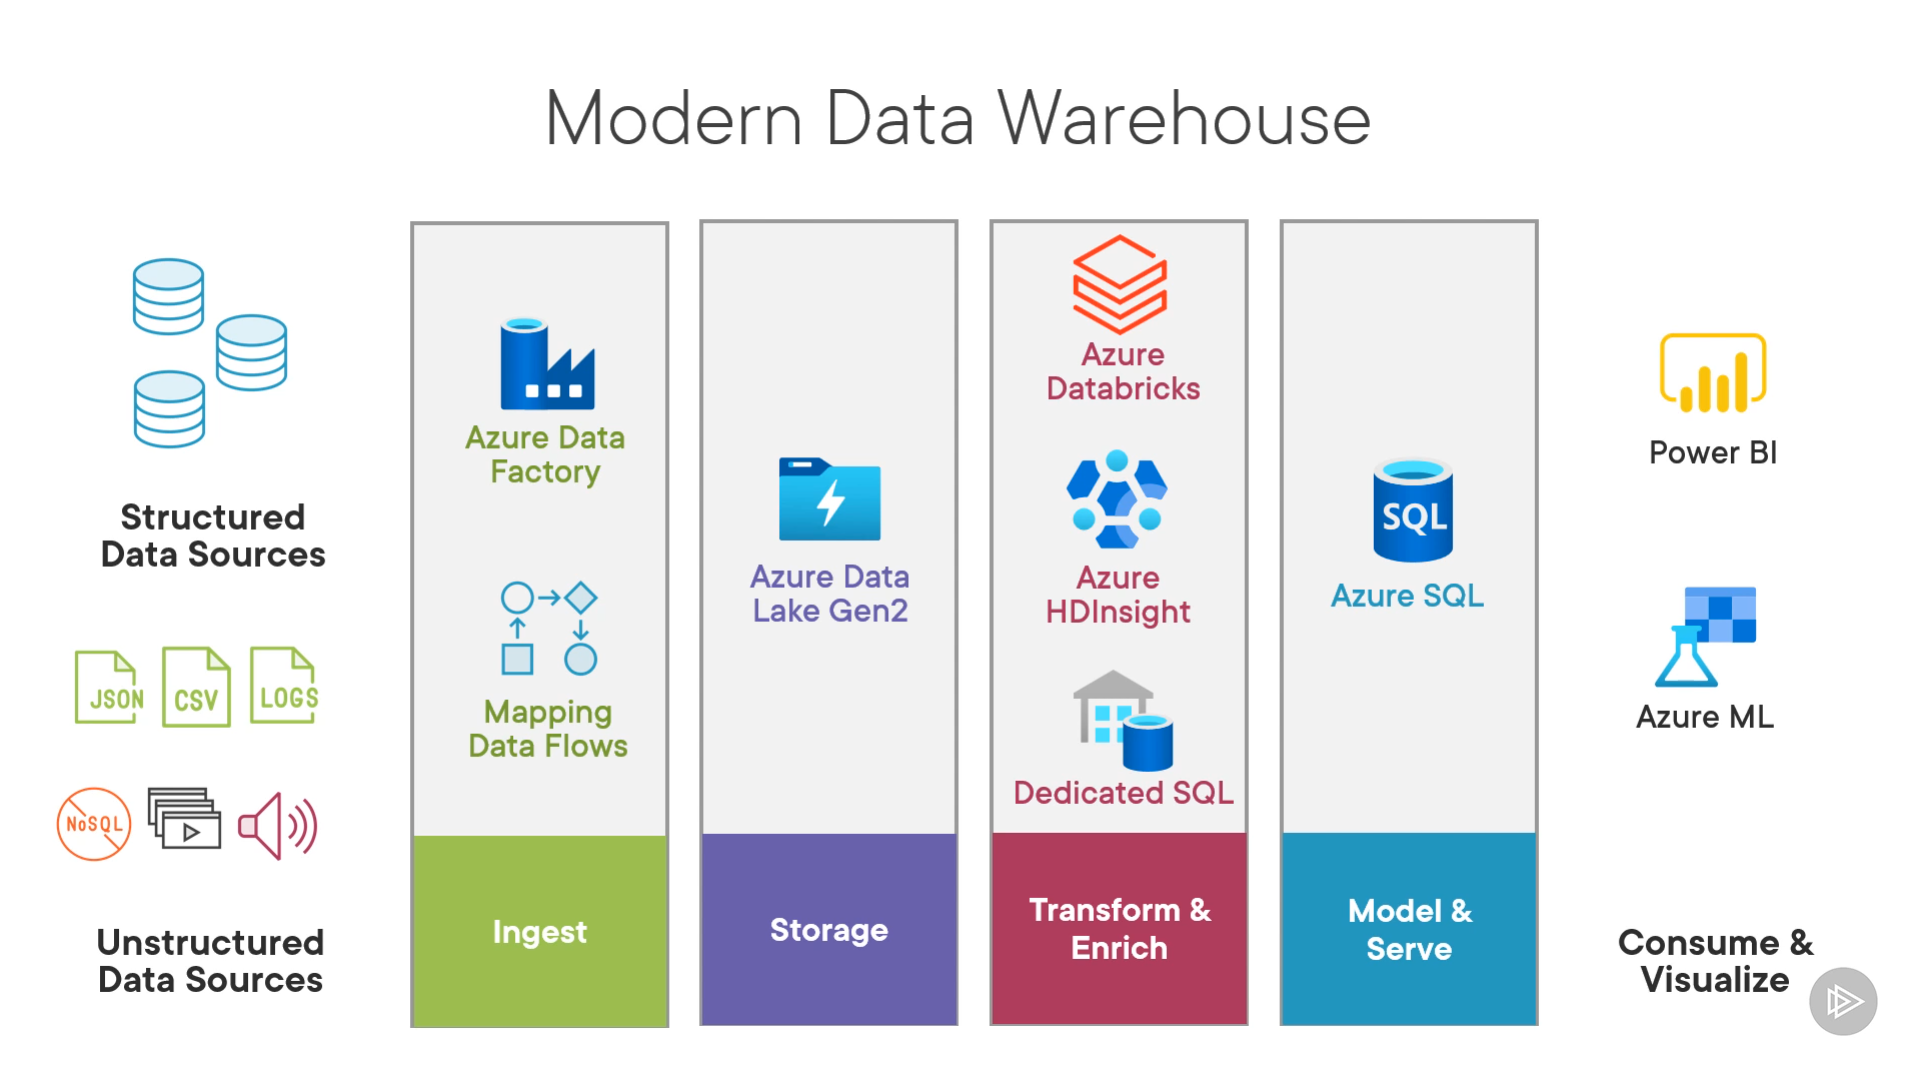 Modern Data Warehouse
Structured
Data Sources
JSON
CSV
LOGS
NoSQL
Unstructured
Data Sources
Azure Data
Factory
Mapping
Data Flows
Ingest
Azure Data
Lake Gen2
Storage
Azure
Databricks
Azure
HDInsight
Dedicated SQL
Transform &
Enrich
SQL
Azure SQL
Model &
Serve
Power BI
Azure ML
Consume &
Visualize